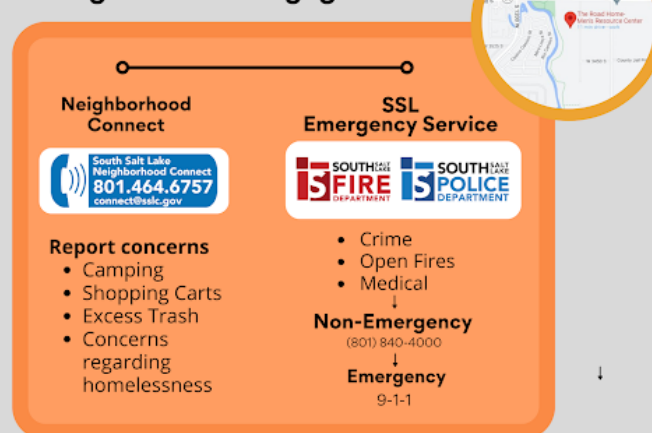 Neighborhood
Connect
South Salt Lake
Neighborhood Connect
801.464.6757
connect@sslc.gov
Report concerns
• Camping
• Shopping Carts
• Excess Trash
• Concerns
regarding
homelessness
SSL
Emergency Service
SOUTH SALT LAKE
FIRE
DEPARTMENT
SOUTH SALT LAKE
POLICE
DEPARTMENT
• Crime
• Open Fires
• Medical
↓
Non-Emergency
(801) 840-4000
↓
Emergency
9-1-1
↓
The Road Home-
Men's Resource Center